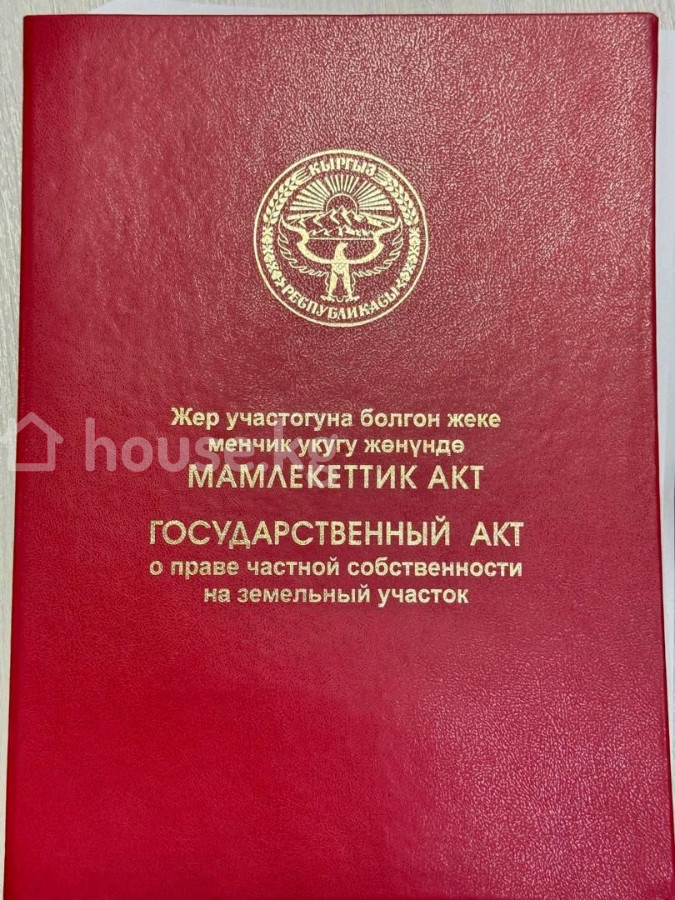 КЫРГЫЗ
РЕСПУБЛИКАСЫ
Жер участогуна болгон жеке
менчик укугу жөнүндө
МАМЛЕКЕТТИК АКТ
house.kg
ГОСУДАРСТВЕННЫЙ АКТ
о праве частной собственности
на земельный участок